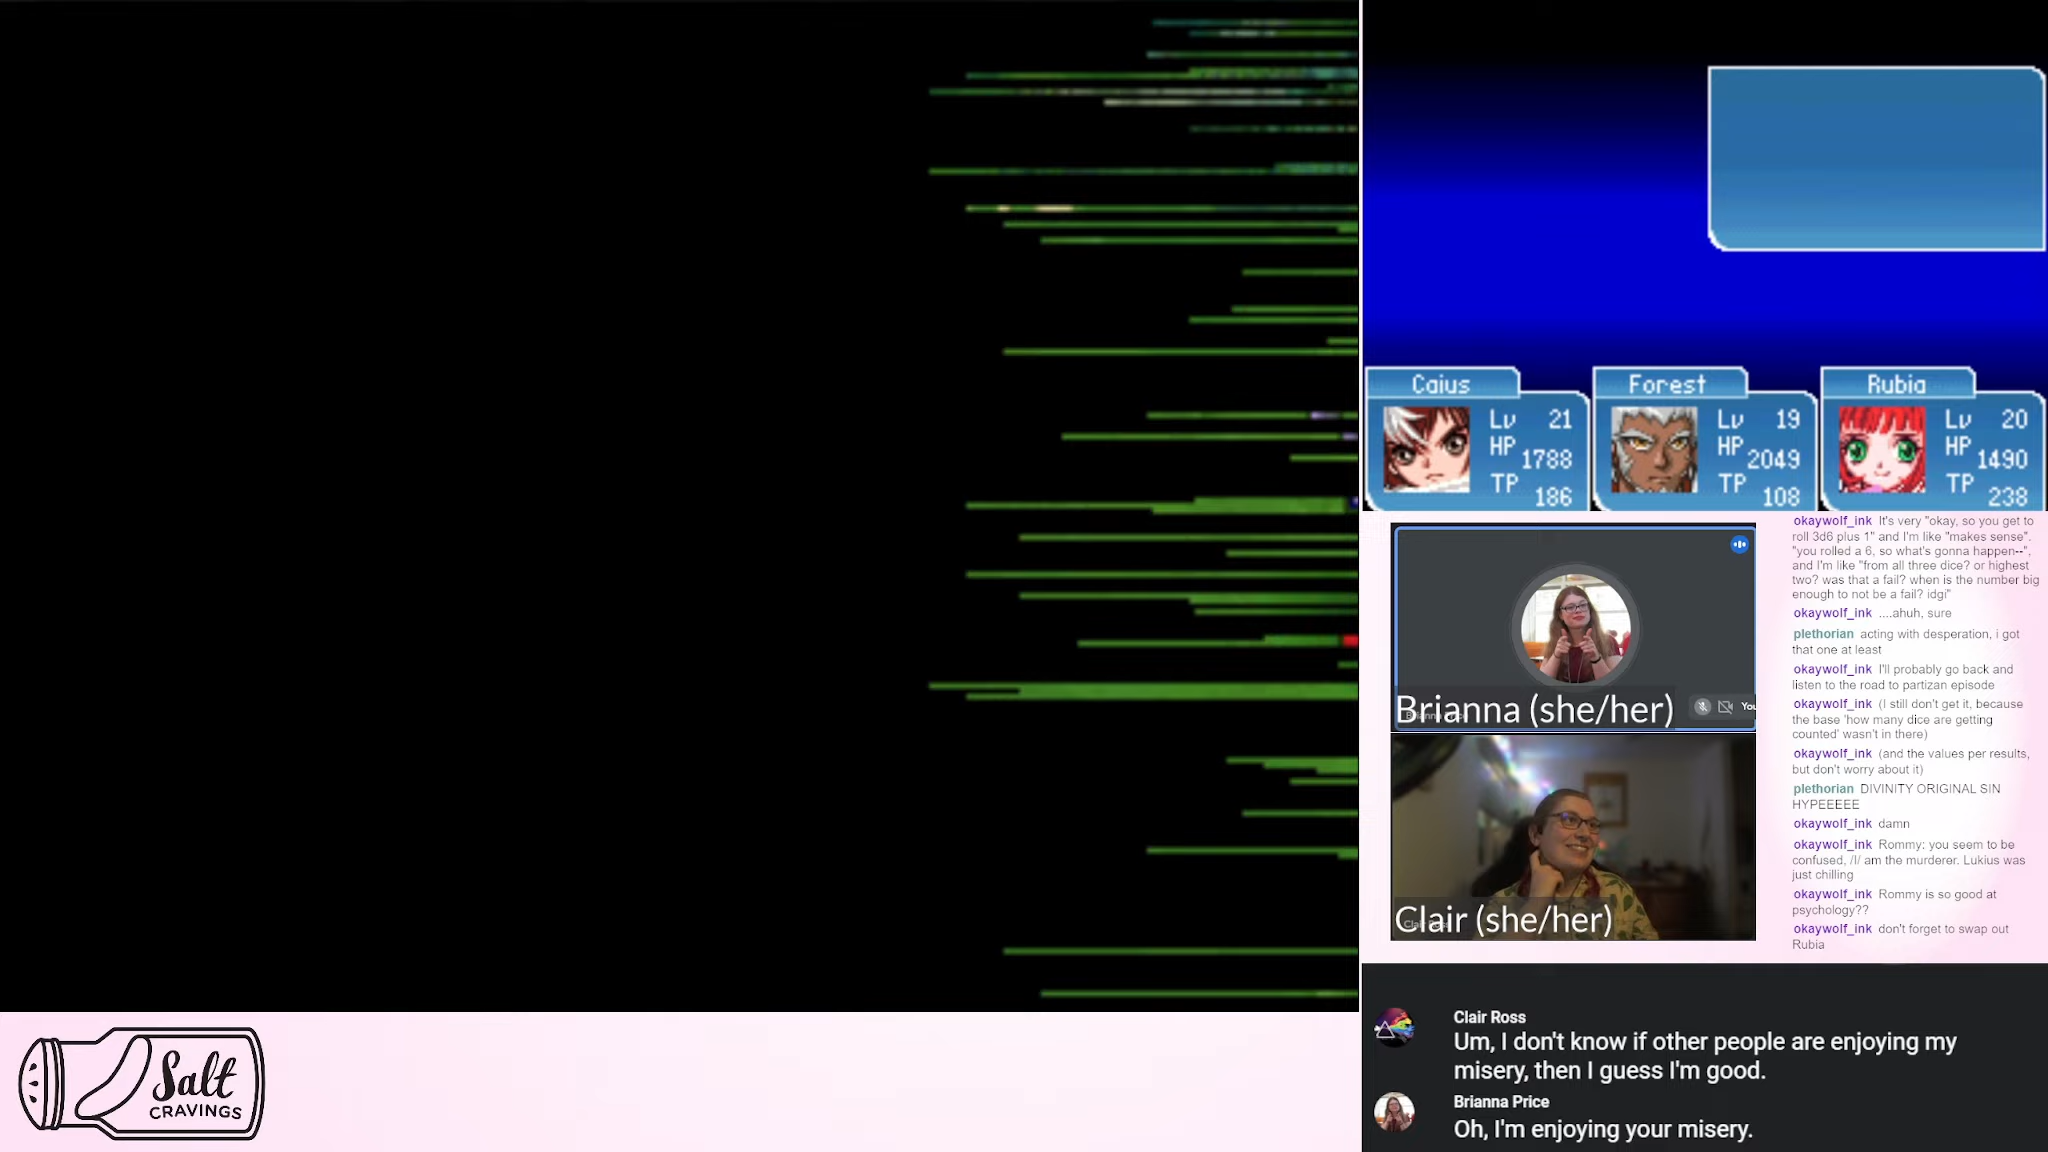 Caius
Lv 21
HP 1788
TP 186
Forest
Lv 19
HP 2049
TP 108
Rubia
Lv 20
HP 1490
TP 238
okaywolf_ink It's very "okay, so you get to
roll 3d6 plus 1" and I'm like "makes sense".
"you rolled a 6, so what's gonna happen--",
and I'm like "from all three dice? or highest
two? was that a fail? when is the number big
enough to not be a fail? idgi"
okaywolf_ink ....ahuh, sure
plethorian acting with desperation, i got
that one at least
okaywolf_ink I'll probably go back and
listen to the road to partizan episode
okaywolf_ink (I still don't get it, because
the base 'how many dice are getting
counted' wasn't in there)
okaywolf_ink (and the values per results,
but don't worry about it)
plethorian DIVINITY ORIGINAL SIN
HYPEEEEE
okaywolf_ink damn
okaywolf_ink Rommy: you seem to be
confused, /I/ am the murderer. Lukius was
just chilling
okaywolf_ink Rommy is so good at
psychology??
okaywolf_ink don't forget to swap out
Rubia
Brianna (she/her)
You
Clair (she/her)
Clair Ross
Um, I don't know if other people are enjoying my
misery, then I guess I'm good.
Brianna Price
Oh, I'm enjoying your misery.
Salt
CRAVINGS